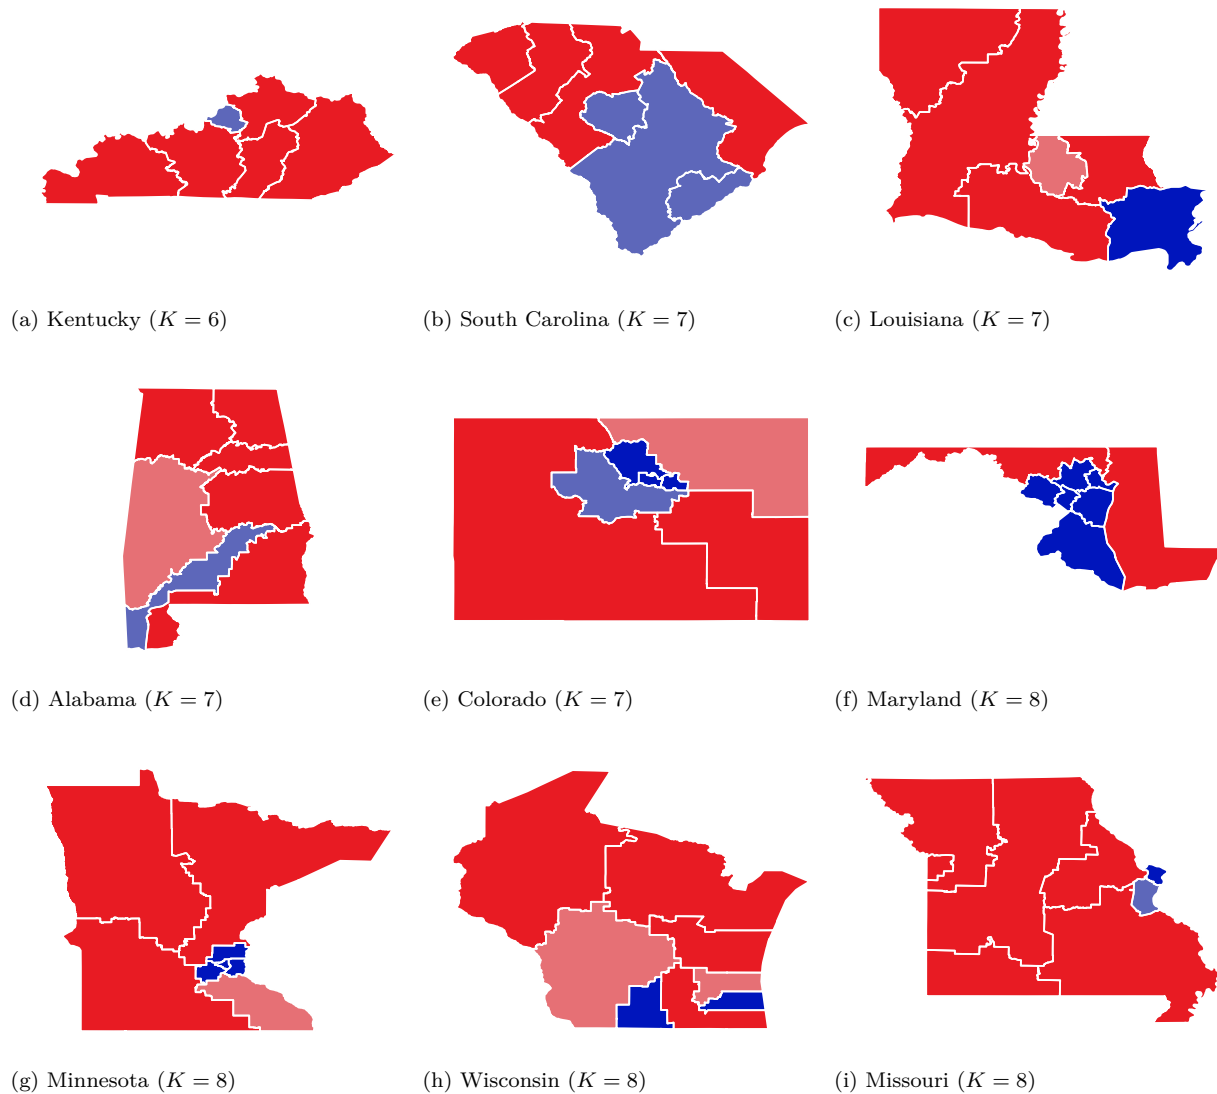 (a) Kentucky (K = 6)
(b) South Carolina (K = 7)
(c) Louisiana (K = 7)
(d) Alabama (K = 7)
(e) Colorado (K = 7)
(f) Maryland (K = 8)
(g) Minnesota (K = 8)
(h) Wisconsin (K = 8)
(i) Missouri (K = 8)